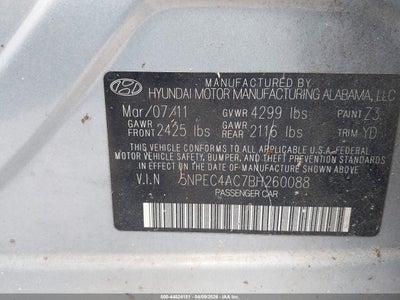 MANUFACTURED BY
HYUNDAI MOTOR MANUFACTURING ALABAMA, LLC
Mar/07/11 GVWR 4299 lbs PAINT Z3
GAWR FRONT 2425 lbs GAWR REAR 2116 lbs TRIM YD
THIS VEHICLE CONFORMS TO ALL APPLICABLE U.S.A.FEDERAL
MOTOR VEHICLE SAFETY, BUMPER, AND THEFT PREVENTION STANDARDS
IN EFFECT ON THE DATE OF MANUFACTURE SHOWN ABOVE.
V.I.N 5NPEC4AC7BH260088
PASSENGER CAR